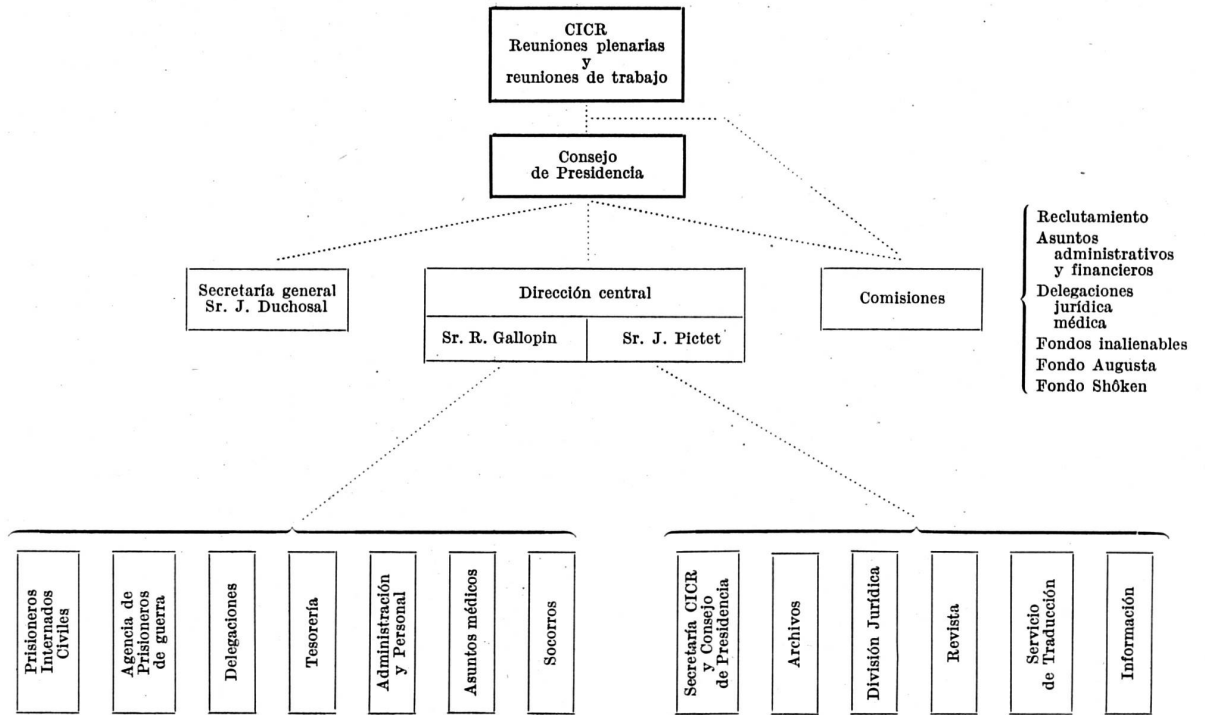 CICR
Reuniones plenarias
y
reuniones de trabajo
Consejo
de Presidencia
Secretaría general
Sr. J. Duchosal
Dirección central
Sr. R. Gallopin
Sr. J. Pictet
Comisiones
Reclutamiento
Asuntos
administrativos
y financieros
Delegaciones
jurídica
médica
Fondos inalienables
Fondo Augusta
Fondo Shôken
Prisioneros
Internados
Civiles
Agencia de
Prisioneros
de guerra
Delegaciones
Tesorería
Administración
y Personal
Asuntos médicos
Socorros
Secretaría CICR
y Consejo
de Presidencia
Archivos
División Jurídica
Revista
Servicio
de Traducción
Información